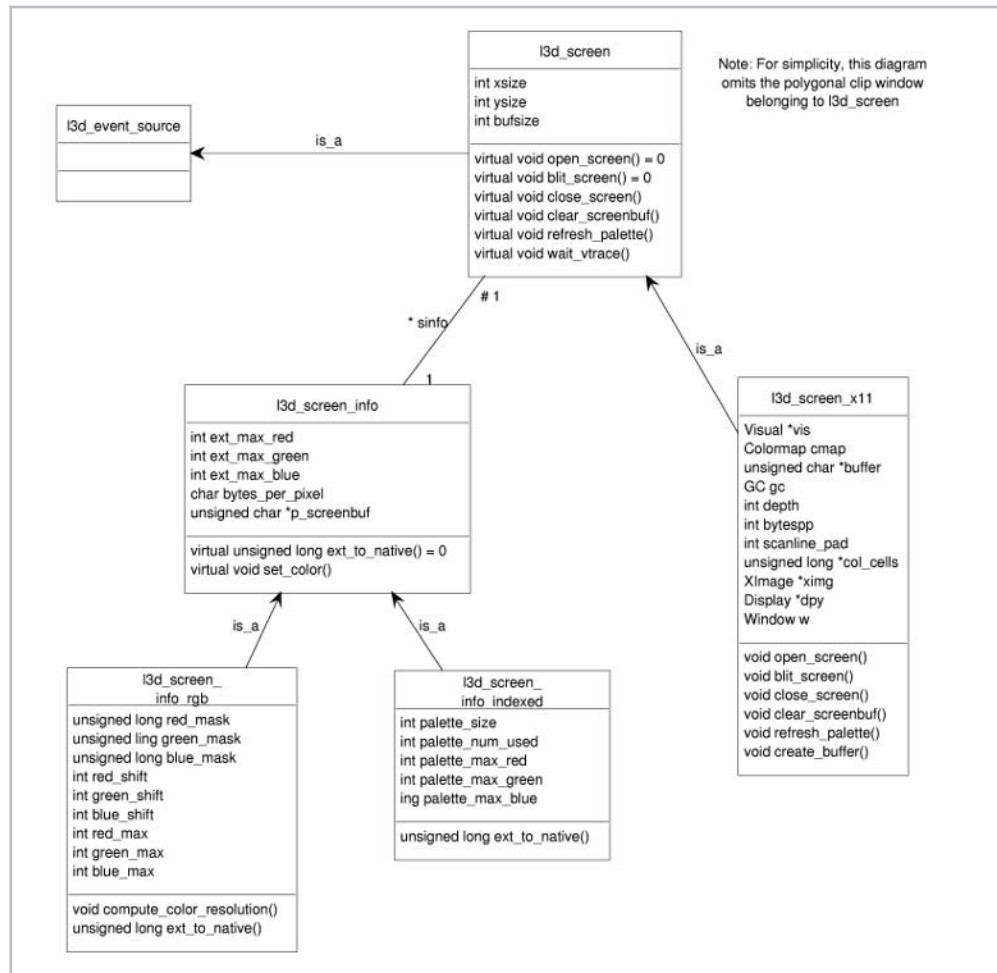 l3d_screen
int xsize
int ysize
int bufsize
virtual void open_screen() = 0
virtual void blit_screen() = 0
virtual void close_screen()
virtual void clear_screenbuf()
virtual void refresh_palette()
virtual void wait_vtrace()
Note: For simplicity, this diagram
omits the polygonal clip window
belonging to l3d_screen
l3d_event_source
is_a
# 1
* sinfo
1
is_a
l3d_screen_info
int ext_max_red
int ext_max_green
int ext_max_blue
char bytes_per_pixel
unsigned char *p_screenbuf
virtual unsigned long ext_to_native() = 0
virtual void set_color()
l3d_screen_x11
Visual *vis
Colormap cmap
unsigned char *buffer
GC gc
int depth
int bytespp
int scanline_pad
unsigned long *col_cells
XImage *ximg
Display *dpy
Window w
void open_screen()
void blit_screen()
void close_screen()
void clear_screenbuf()
void refresh_palette()
void create_buffer()
is_a
is_a
l3d_screen_
info_rgb
unsigned long red_mask
unsigned ling green_mask
unsigned long blue_mask
int red_shift
int green_shift
int blue_shift
int red_max
int green_max
int blue_max
void compute_color_resolution()
unsigned long ext_to_native()
l3d_screen_
info_indexed
int palette_size
int palette_num_used
int palette_max_red
int palette_max_green
ing palette_max_blue
unsigned long ext_to_native()